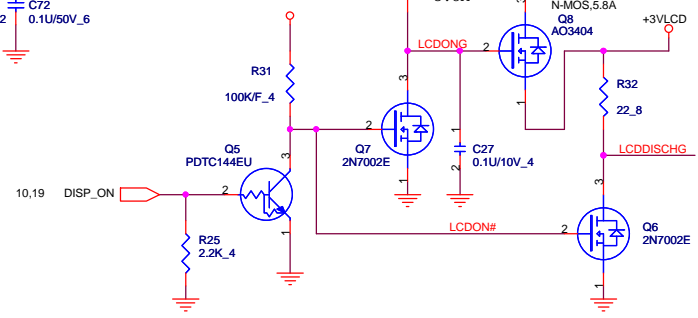 C72
2
0.1U/50V_6
N-MOS,5.8A
Q8
AO3404
+3VLCD
LCDONG
2
3
1
R31
100K/F_4
R32
22_8
Q5
PDTC144EU
3
2
1
Q7
2N7002E
2
3
1
C27
0.1U/10V_4
1
2
LCDDISCHG
10,19
DISP_ON
R25
2.2K_4
LCDON#
2
3
1
Q6
2N7002E